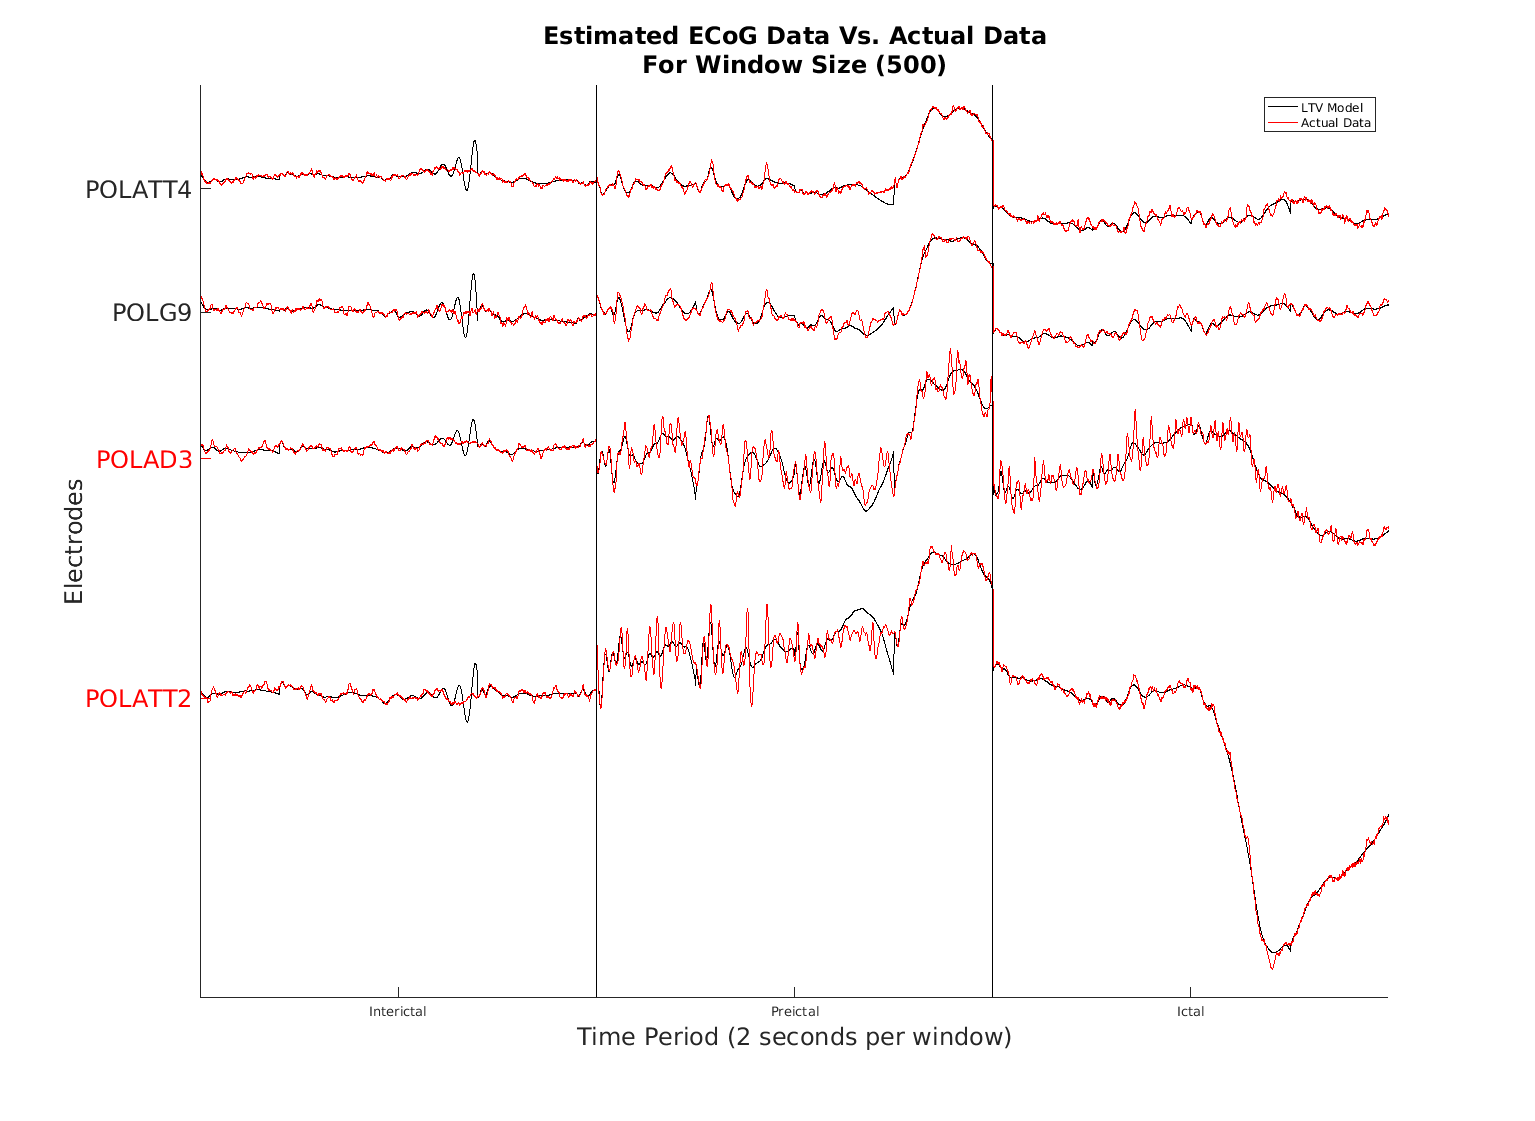 Estimated ECoG Data Vs. Actual Data
For Window Size (500)
LTV Model
Actual Data
POLATT4
POLG9
POLAD3
POLATT2
Electrodes
Interictal
Preictal
Ictal
Time Period (2 seconds per window)